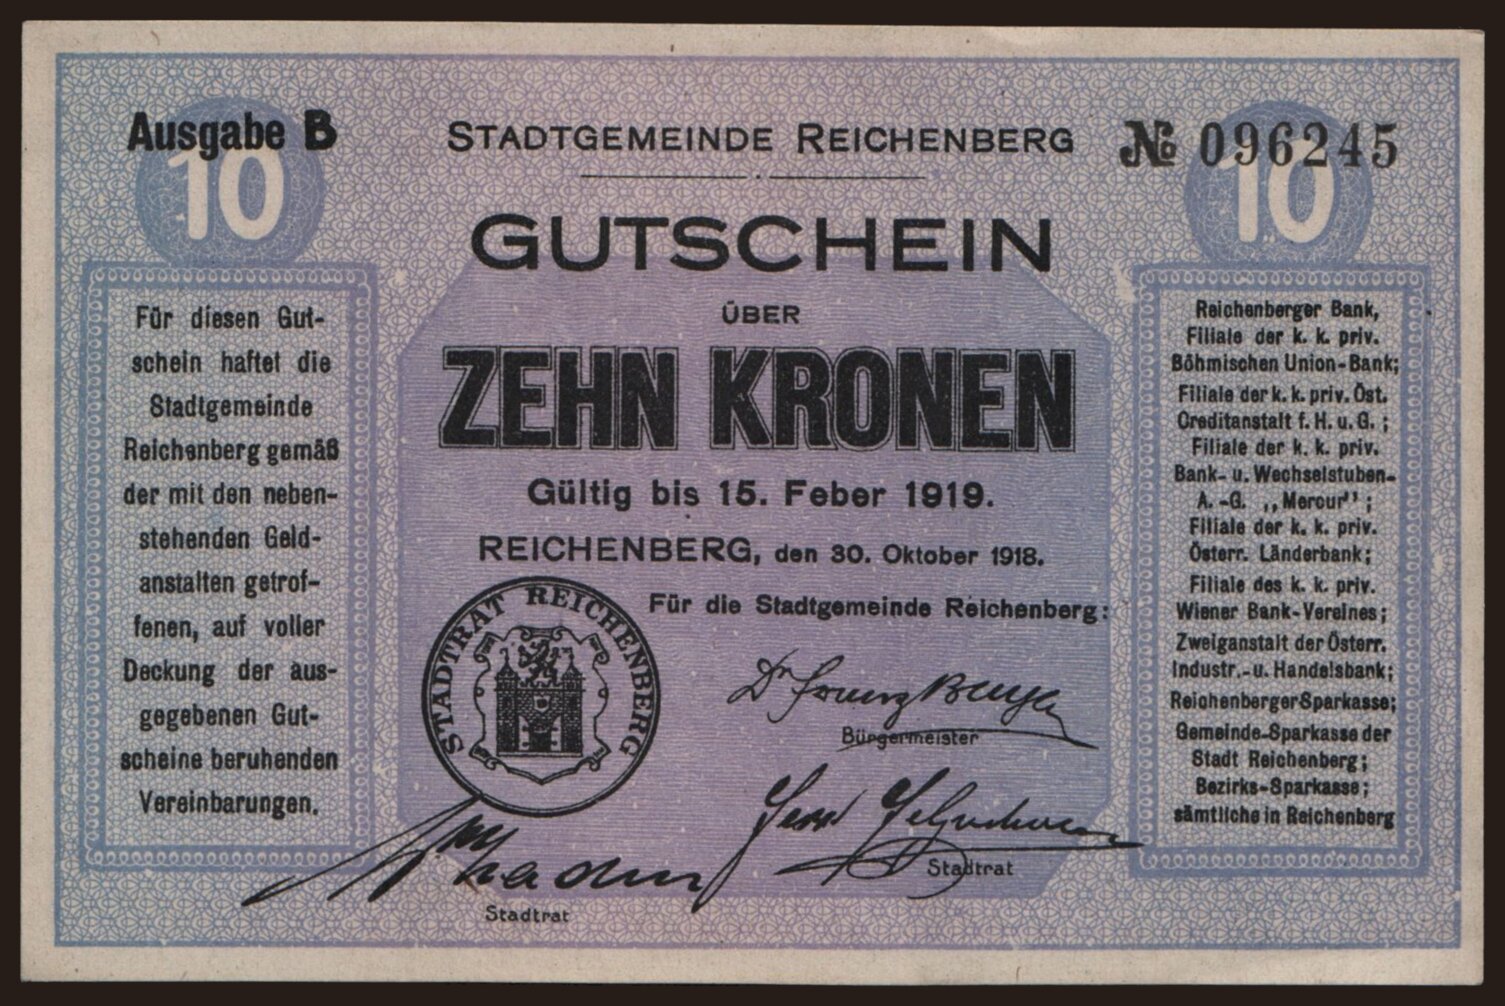 Ausgabe B
10
STADTGEMEINDE REICHENBERG
№ 096245
10
GUTSCHEIN
ÜBER
ZEHN KRONEN
Gültig bis 15. Feber 1919.
REICHENBERG, den 30. Oktober 1918.
Für die Stadtgemeinde Reichenberg:
STADTRAT REICHENBERG
Dr Franz Bayer
Bürgermeister
Stadtrat
Stadtrat
Für diesen Gut-
schein haftet die
Stadtgemeinde
Reichenberg gemäß
der mit den neben-
stehenden Geld-
anstalten getrof-
fenen, auf voller
Deckung der aus-
gegebenen Gut-
scheine beruhenden
Vereinbarungen.
Reichenberger Bank,
Filiale der k. k. priv.
Böhmischen Union-Bank;
Filiale der k. k. priv. Öst.
Creditanstalt f. H. u. G. ;
Filiale der k. k. priv.
Bank- u. Wechselstuben-
A. -G. ,,Mercur" ;
Filiale der k. k. priv.
Österr. Länderbank;
Filiale des k. k. priv.
Wiener Bank-Vereines;
Zweiganstalt der Österr.
Industr.-u. Handelsbank;
Reichenberger Sparkasse;
Gemeinde-Sparkasse der
Stadt Reichenberg;
Bezirks-Sparkasse;
sämtliche in Reichenberg